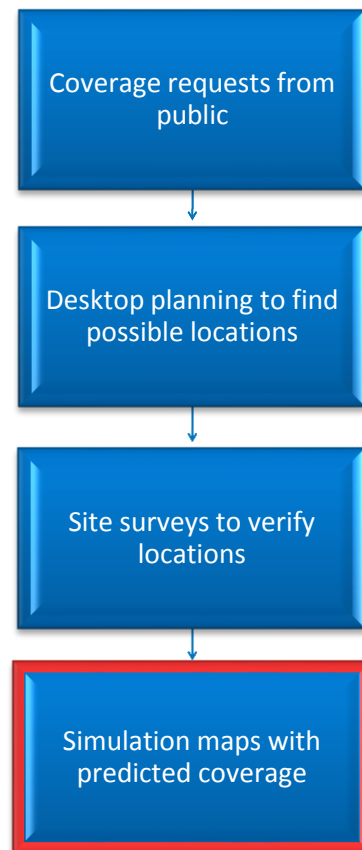 Coverage requests from
public
Desktop planning to find
possible locations
Site surveys to verify
locations
Simulation maps with
predicted coverage